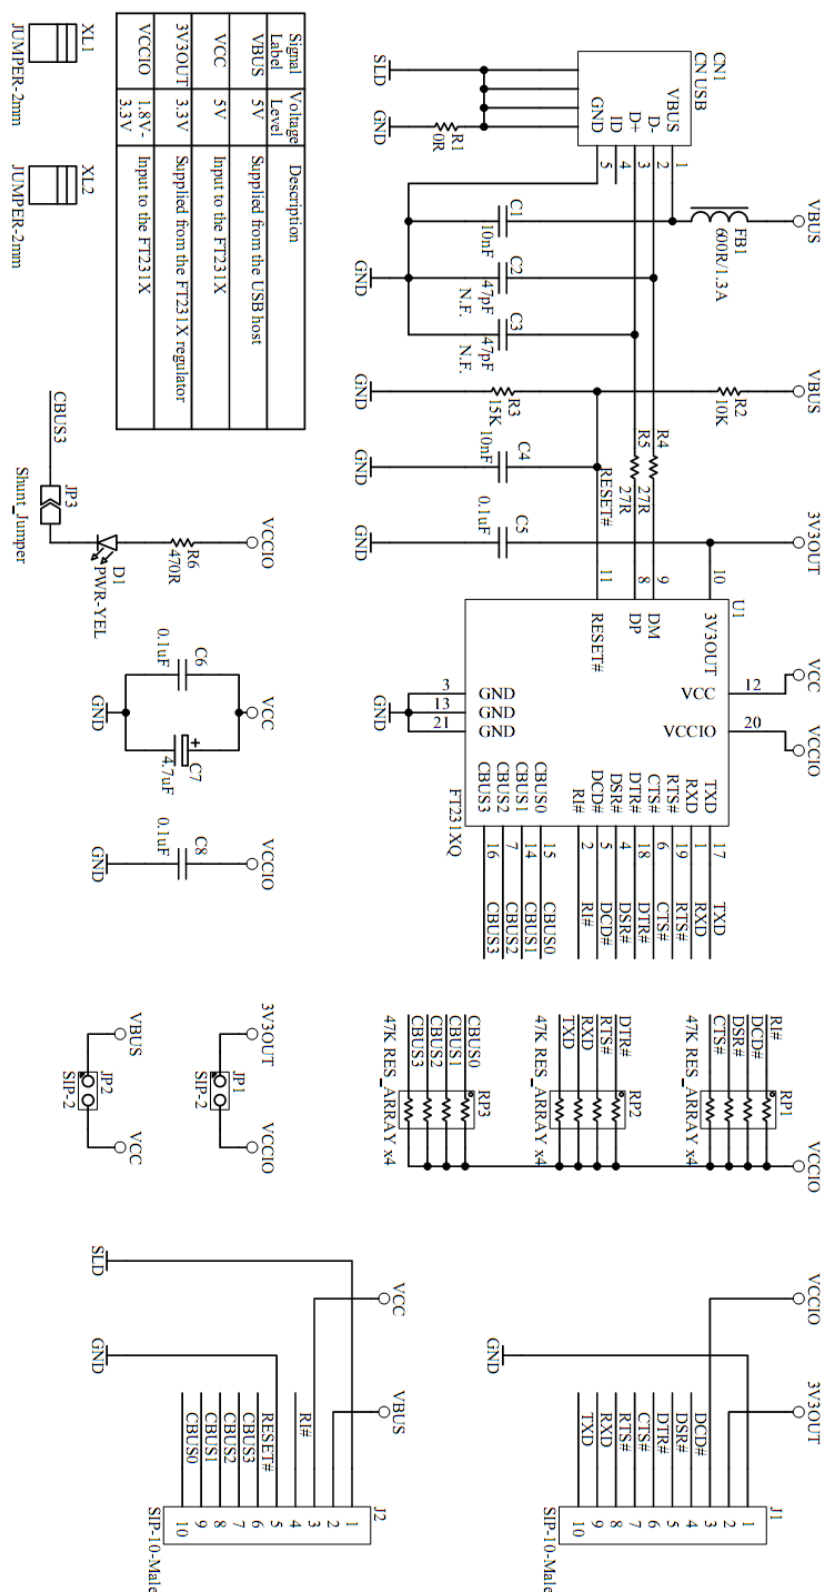 CN1
CNUSB
VBUS
D-
D+
ID
GND
1
2
3
4
5
SLD
GND
R1
0R
VBUS
FB1
600R/1.3A
C1
10nF
C2
47pF
N.F.
C3
47pF
N.F.
GND
VBUS
R2
10K
R3
15K
GND
R4
27R
R5
27R
C4
10nF
GND
RESET#
3V3OUT
C5
0.1uF
GND
U1
10
3V3OUT
9
DM
8
DP
11
RESET#
VCC
12
VCC
VCCIO
20
VCCIO
3
GND
13
GND
21
GND
GND
TXD
17
TXD
RXD
1
RXD
RTS#
19
RTS#
CTS#
6
CTS#
DTR#
18
DTR#
DSR#
4
DSR#
DCD#
5
DCD#
RI#
2
RI#
CBUS0
15
CBUS0
CBUS1
14
CBUS1
CBUS2
7
CBUS2
CBUS3
16
CBUS3
FT231XQ
VCCIO
RP1
RI#
DCD#
DSR#
CTS#
47K RES_ARRAY x4
RP2
DTR#
RTS#
RXD
TXD
47K RES_ARRAY x4
RP3
CBUS0
CBUS1
CBUS2
CBUS3
47K RES_ARRAY x4
VCCIO
3V3OUT
GND
J1
1
2
3
DCD#
4
DSR#
5
DTR#
6
CTS#
7
RTS#
8
RXD
9
TXD
10
SIP-10-Male
Signal Label
Voltage Level
Description
VBUS
5V
Supplied from the USB host
VCC
5V
Input to the FT231X
3V3OUT
3.3V
Supplied from the FT231X regulator
VCCIO
1.8V-3.3V
Input to the FT231X
XL1
JUMPER-2mm
XL2
JUMPER-2mm
CBUS3
JP3
Shunt_Jumper
VCCIO
R6
470R
D1
PWR-YEL
VCC
C6
0.1uF
+
C7
4.7uF
GND
VCCIO
C8
0.1uF
GND
3V3OUT
JP1
SIP-2
VCCIO
VBUS
JP2
SIP-2
VCC
SLD
VCC
GND
VBUS
J2
1
2
3
RI#
4
5
RESET#
6
CBUS3
7
CBUS2
8
CBUS1
9
CBUS0
10
SIP-10-Male